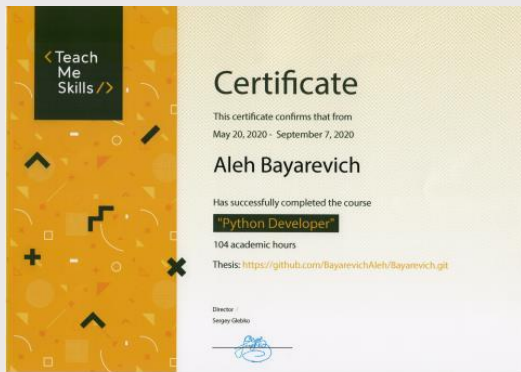 <Teach
Me
Skills/>
Certificate
This certificate confirms that from
May 20, 2020 - September 7, 2020
Aleh Bayarevich
Has successfully completed the course
"Python Developer"
104 academic hours
Thesis: https://github.com/BayarevichAleh/Bayarevich.git
Director
Sergey Glebko